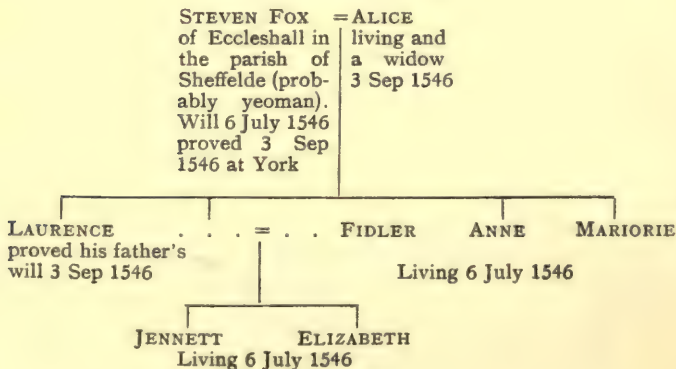 STEVEN FOX = ALICE
of Eccleshall in living and
the parish of a widow
Sheffelde (prob- 3 Sep 1546
ably yeoman).
Will 6 July 1546
proved 3 Sep
1546 at York
LAURENCE . . . = . . FIDLER ANNE MARJORIE
proved his father's
will 3 Sep 1546 Living 6 July 1546
JENNETT ELIZABETH
Living 6 July 1546